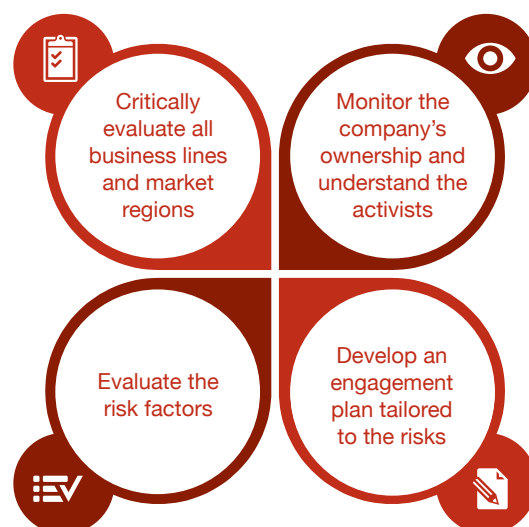 Critically
evaluate all
business lines
and market
regions
Monitor the
company’s
ownership and
understand the
activists
Evaluate the
risk factors
Develop an
engagement
plan tailored
to the risks